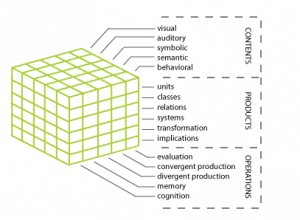 visual
auditory
symbolic
semantic
behavioral
CONTENTS
units
classes
relations
systems
transformation
implications
PRODUCTS
evaluation
convergent production
divergent production
memory
cognition
OPERATIONS